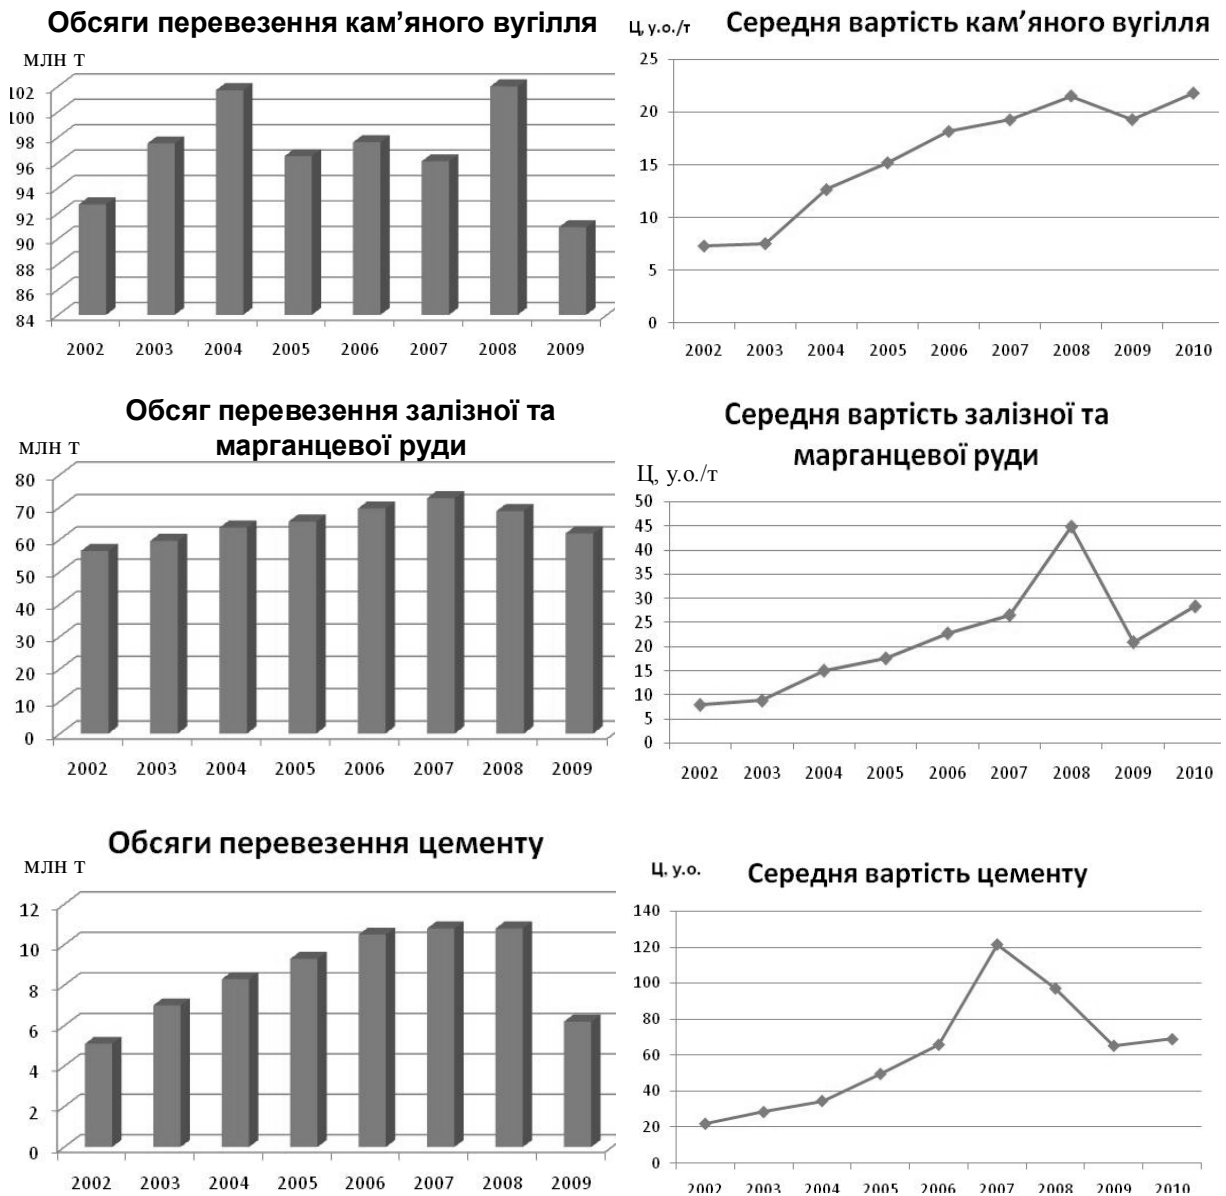 Обсяги перевезення кам’яного вугілля
млн т
102
100
98
96
94
92
90
88
86
84
2002 2003 2004 2005 2006 2007 2008 2009
Ц, у.о./т
Середня вартість кам’яного вугілля
25
20
15
10
5
0
2002 2003 2004 2005 2006 2007 2008 2009 2010
Обсяг перевезення залізної та
марганцевої руди
млн т
80
70
60
50
40
30
20
10
0
2002 2003 2004 2005 2006 2007 2008 2009
Середня вартість залізної та
марганцевої руди
Ц, у.о./т
50
45
40
35
30
25
20
15
10
5
0
2002 2003 2004 2005 2006 2007 2008 2009 2010
Обсяги перевезення цементу
млн т
12
10
8
6
4
2
0
2002 2003 2004 2005 2006 2007 2008 2009
Ц, у.о.
Середня вартість цементу
140
120
100
80
60
40
20
0
2002 2003 2004 2005 2006 2007 2008 2009 2010